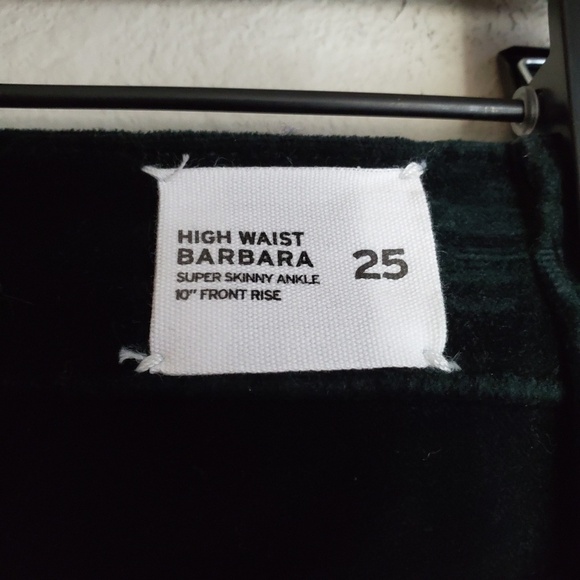 HIGH WAIST
BARBARA
SUPER SKINNY ANKLE
10" FRONT RISE
25